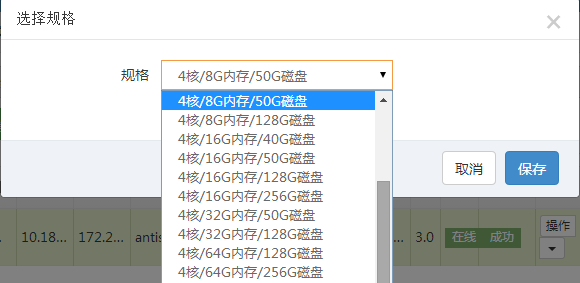 选择规格
×
规格
4核/8G内存/50G磁盘
4核/8G内存/50G磁盘
4核/8G内存/128G磁盘
4核/16G内存/40G磁盘
4核/16G内存/50G磁盘
4核/16G内存/128G磁盘
4核/16G内存/256G磁盘
4核/32G内存/50G磁盘
4核/32G内存/128G磁盘
4核/64G内存/128G磁盘
4核/64G内存/256G磁盘
取消 保存
10.18... 172.2... antis ... 3.0 在线 成功 操作